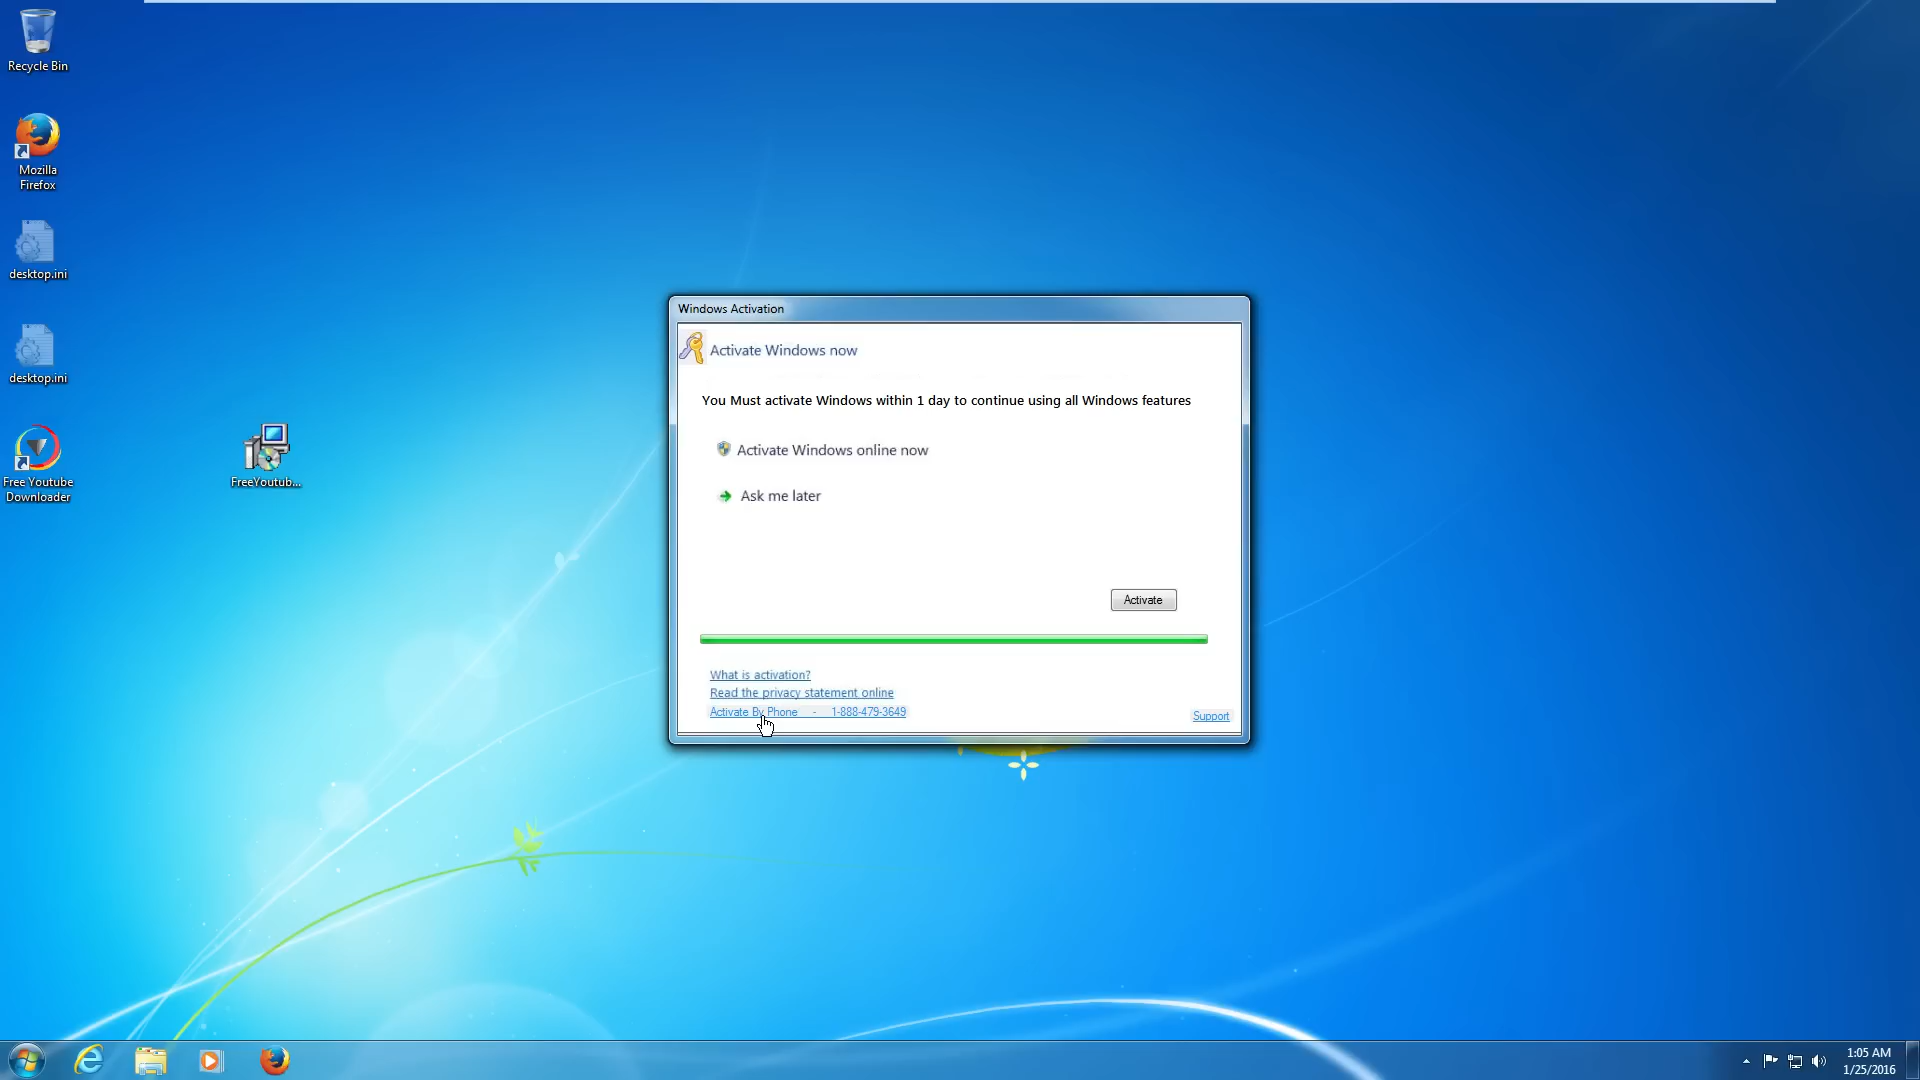 Recycle Bin
Mozilla
Firefox
desktop.ini
desktop.ini
Free Youtube
Downloader
FreeYoutub...
Windows Activation
Activate Windows now
You Must activate Windows within 1 day to continue using all Windows features
Activate Windows online now
Ask me later
Activate
What is activation?
Read the privacy statement online
Activate By Phone - 1-888-479-3649
Support
1:05 AM
1/25/2016